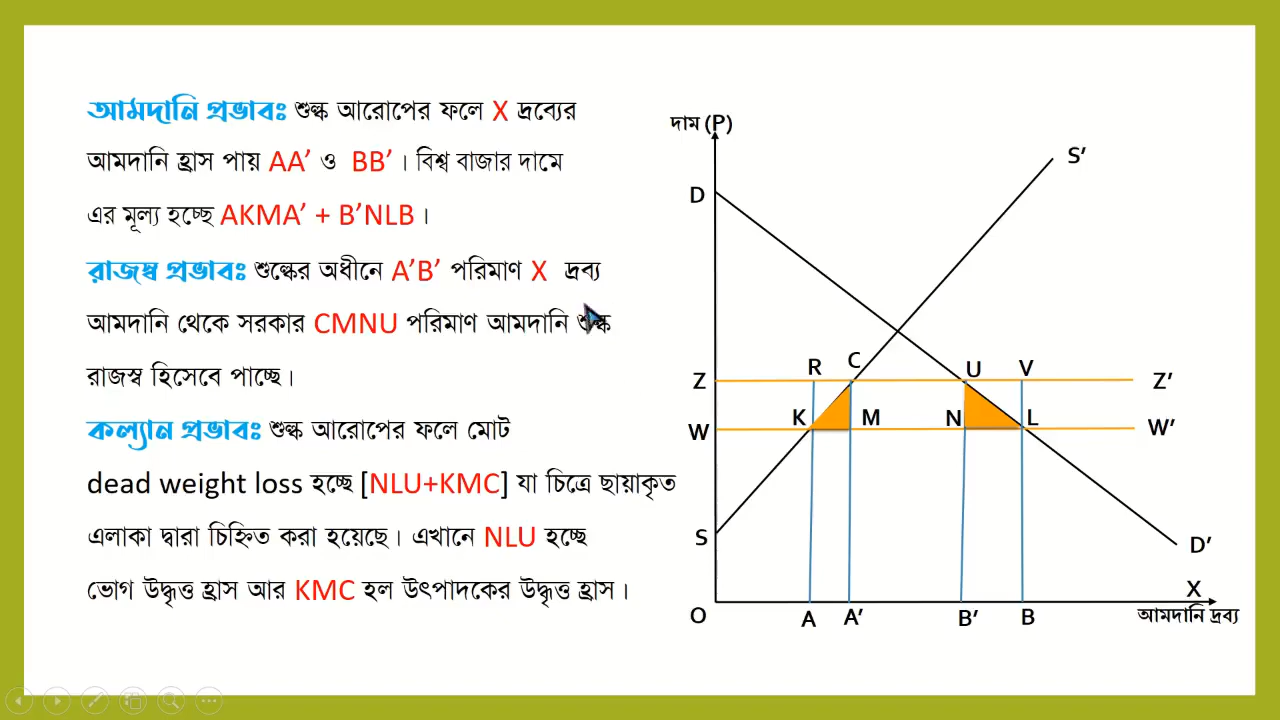 আমদানি প্রভাবঃ শুল্ক আরোপের ফলে X দ্রব্যের
আমদানি হ্রাস পায় AA’ ও BB’ । বিশ্ব বাজার দামে
এর মূল্য হচ্ছে AKMA’ + B’NLB ।
রাজস্ব প্রভাবঃ শুল্কের অধীনে A’B’ পরিমাণ X দ্রব্য
আমদানি থেকে সরকার CMNU পরিমাণ আমদানি শুল্ক
রাজস্ব হিসেবে পাচ্ছে।
কল্যান প্রভাবঃ শুল্ক আরোপের ফলে মোট
dead weight loss হচ্ছে [NLU+KMC] যা চিত্রে ছায়াকৃত
এলাকা দ্বারা চিহ্নিত করা হয়েছে। এখানে NLU হচ্ছে
ভোগ উদ্ধৃত্ত হ্রাস আর KMC হল উৎপাদকের উদ্ধৃত্ত হ্রাস।
দাম (P)
S’
D
R C U V
Z Z’
K M N L
W W’
S
D’
X
O A A’ B’ B
আমদানি দ্রব্য